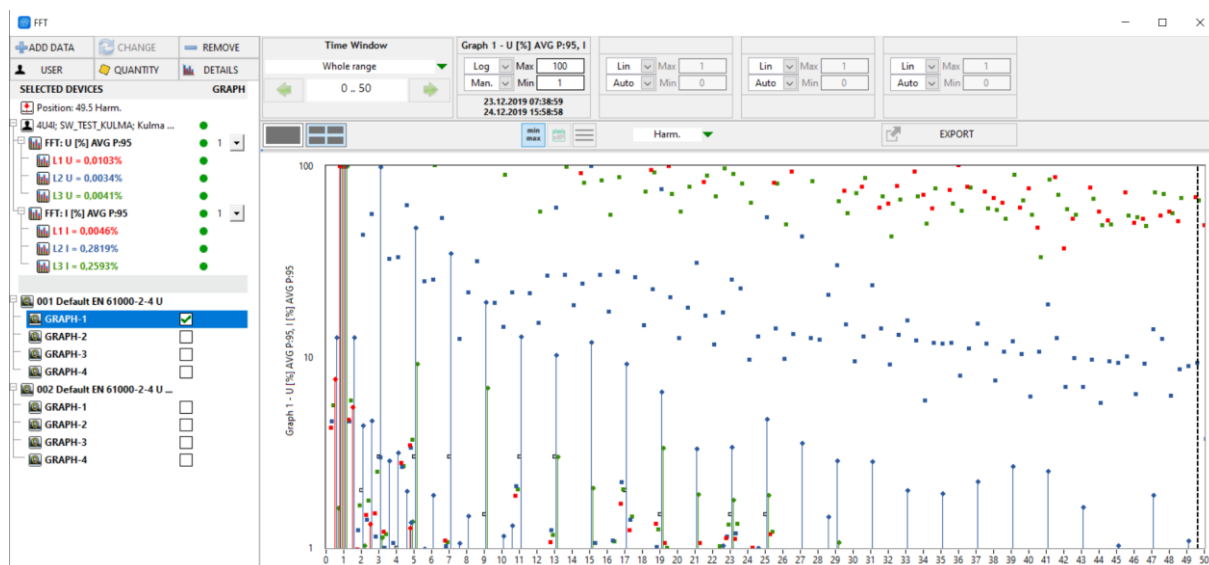 FFT
ADD DATA CHANGE REMOVE
USER QUANTITY DETAILS
SELECTED DEVICES GRAPH
Position: 49.5 Harm.
4U4I; SW_TEST_KULMA; Kulma ...
FFT: U [%] AVG P:95 1
L1 U = 0,0103%
L2 U = 0,0034%
L3 U = 0,0041%
FFT: I [%] AVG P:95 1
L1 I = 0,0046%
L2 I = 0,2819%
L3 I = 0,2593%
001 Default EN 61000-2-4 U
GRAPH-1
GRAPH-2
GRAPH-3
GRAPH-4
002 Default EN 61000-2-4 U ...
GRAPH-1
GRAPH-2
GRAPH-3
GRAPH-4
Time Window
Whole range
0 .. 50
Graph 1 - U [%] AVG P:95, I
Log Max 100
Man. Min 1
23.12.2019 07:38:59
24.12.2019 15:58:58
Lin Max 1
Auto Min 0
Lin Max 1
Auto Min 0
Lin Max 1
Auto Min 0
min
max
Harm.
EXPORT
Graph 1 - U [%] AVG P:95, I [%] AVG P:95
100
10
1
0 1 2 3 4 5 6 7 8 9 10 11 12 13 14 15 16 17 18 19 20 21 22 23 24 25 26 27 28 29 30 31 32 33 34 35 36 37 38 39 40 41 42 43 44 45 46 47 48 49 50